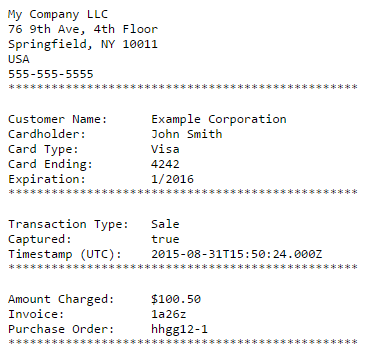 My Company LLC
76 9th Ave, 4th Floor
Springfield, NY 10011
USA
555-555-5555
*************************************************
Customer Name: Example Corporation
Cardholder: John Smith
Card Type: Visa
Card Ending: 4242
Expiration: 1/2016
*************************************************
Transaction Type: Sale
Captured: true
Timestamp (UTC): 2015-08-31T15:50:24.000Z
*************************************************
Amount Charged: $100.50
Invoice: 1a26z
Purchase Order: hhgg12-1
*************************************************